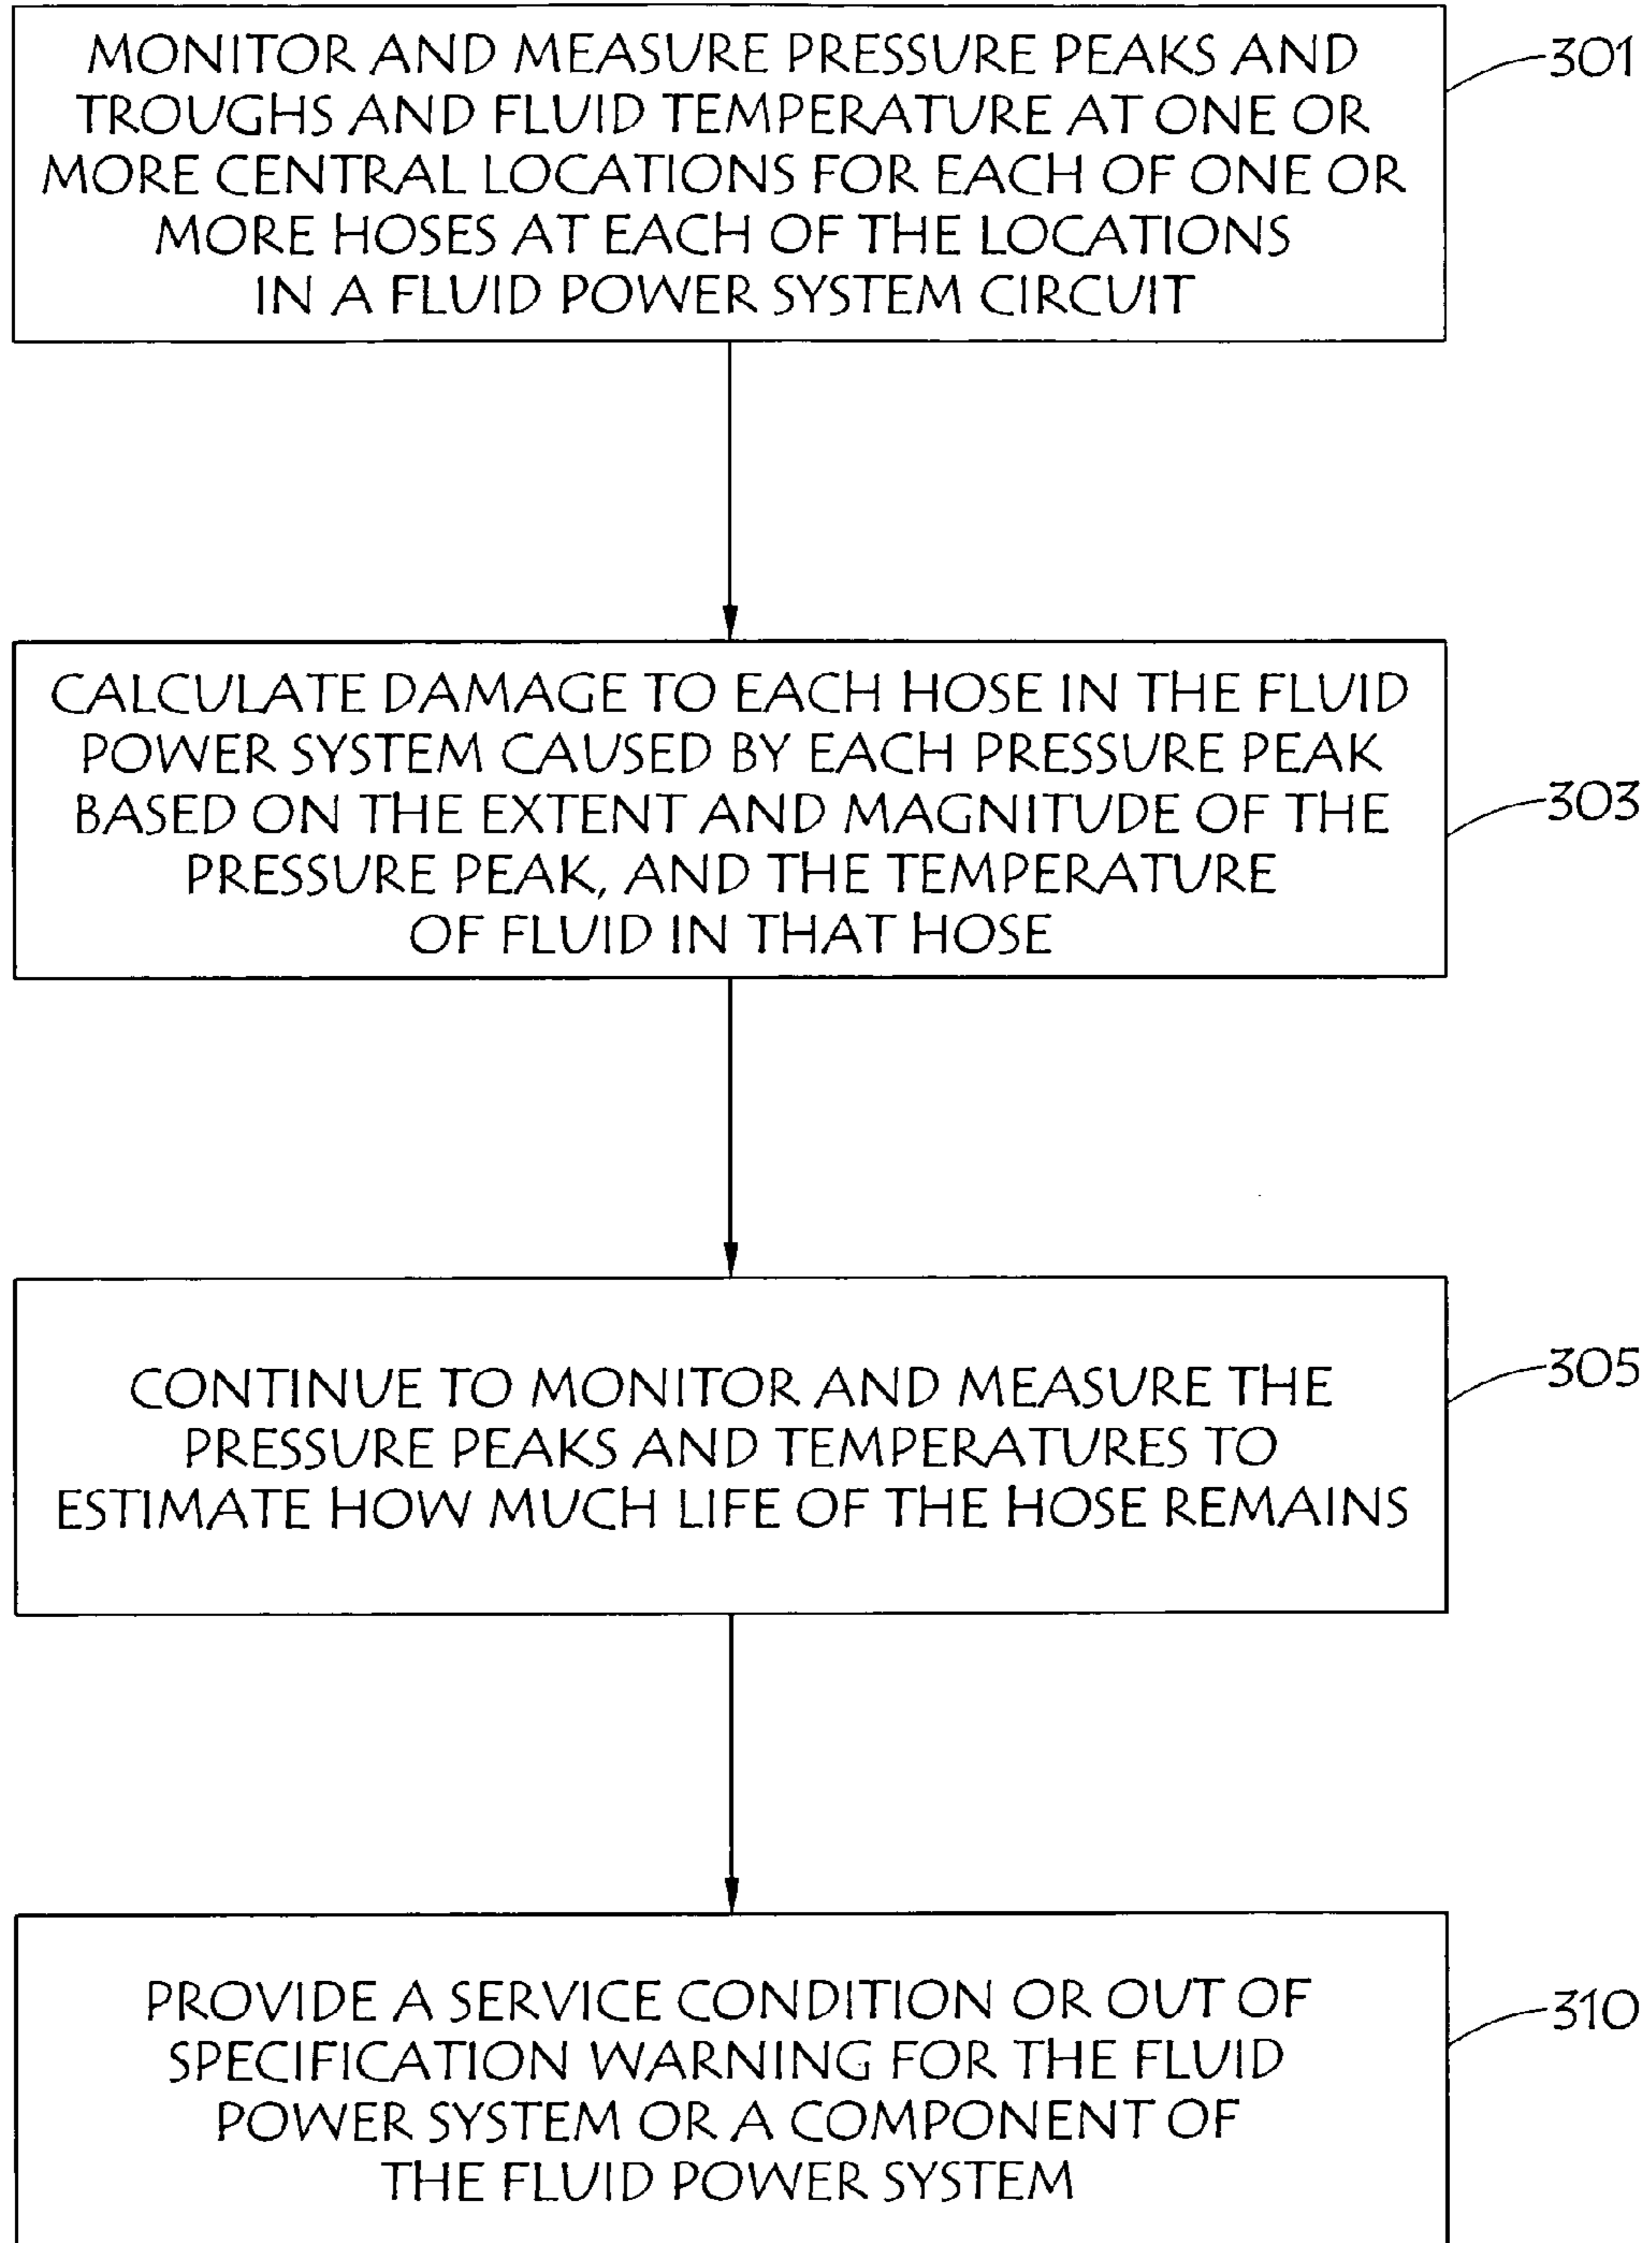 MONITOR AND MEASURE PRESSURE PEAKS AND
TROUGHS AND FLUID TEMPERATURE AT ONE OR
MORE CENTRAL LOCATIONS FOR EACH OF ONE OR
MORE HOSES AT EACH OF THE LOCATIONS
IN A FLUID POWER SYSTEM CIRCUIT
301
CALCULATE DAMAGE TO EACH HOSE IN THE FLUID
POWER SYSTEM CAUSED BY EACH PRESSURE PEAK
BASED ON THE EXTENT AND MAGNITUDE OF THE
PRESSURE PEAK, AND THE TEMPERATURE
OF FLUID IN THAT HOSE
303
CONTINUE TO MONITOR AND MEASURE THE
PRESSURE PEAKS AND TEMPERATURES TO
ESTIMATE HOW MUCH LIFE OF THE HOSE REMAINS
305
PROVIDE A SERVICE CONDITION OR OUT OF
SPECIFICATION WARNING FOR THE FLUID
POWER SYSTEM OR A COMPONENT OF
THE FLUID POWER SYSTEM
310